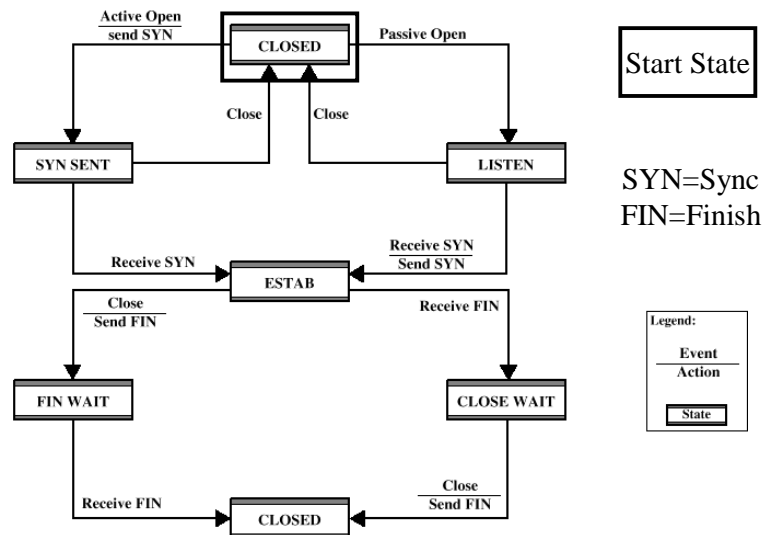 Active Open
send SYN
CLOSED
Passive Open
Start State
Close
Close
SYN SENT
LISTEN
SYN=Sync
FIN=Finish
Receive SYN
Receive SYN
Send SYN
ESTAB
Close
Send FIN
Receive FIN
Legend:
Event
Action
State
FIN WAIT
CLOSE WAIT
Receive FIN
Close
Send FIN
CLOSED